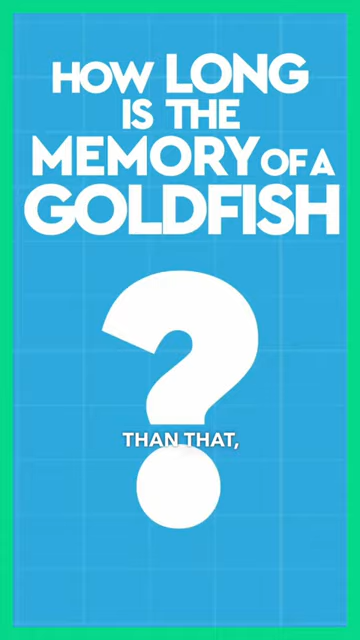 HOW LONG
IS THE
MEMORY OF A
GOLDFISH
?
THAN THAT,